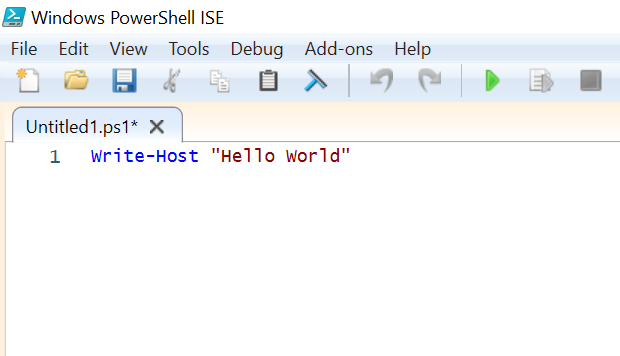 Windows PowerShell ISE
File Edit View Tools Debug Add-ons Help
Untitled1.ps1*
1 Write-Host "Hello World"